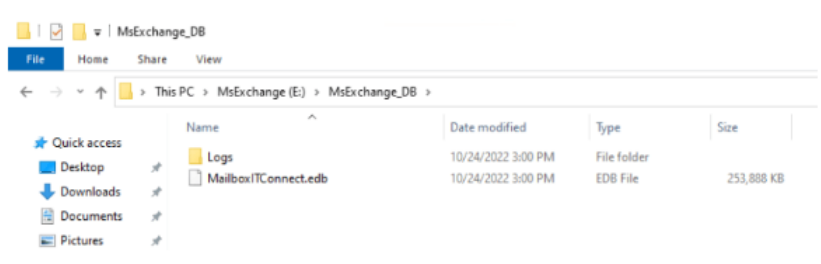 MsExchange_DB
File Home Share View
This PC > MsExchange (E:) > MsExchange_DB >
Name Date modified Type Size
Quick access
Logs 10/24/2022 3:00 PM File folder
Desktop
MailboxITConnect.edb 10/24/2022 3:00 PM EDB File 253,888 KB
Downloads
Documents
Pictures